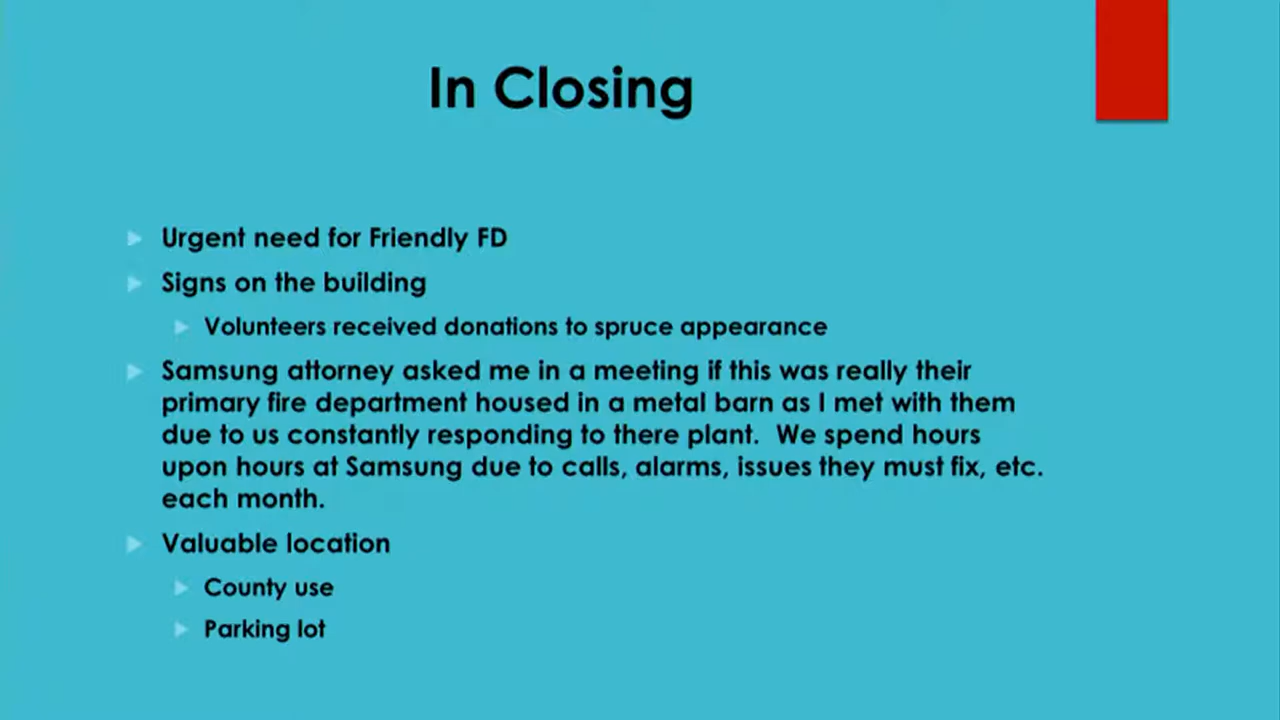 In Closing
Urgent need for Friendly FD
Signs on the building
Volunteers received donations to spruce appearance
Samsung attorney asked me in a meeting if this was really their
primary fire department housed in a metal barn as I met with them
due to us constantly responding to there plant.  We spend hours
upon hours at Samsung due to calls, alarms, issues they must fix, etc.
each month.
Valuable location
County use
Parking lot